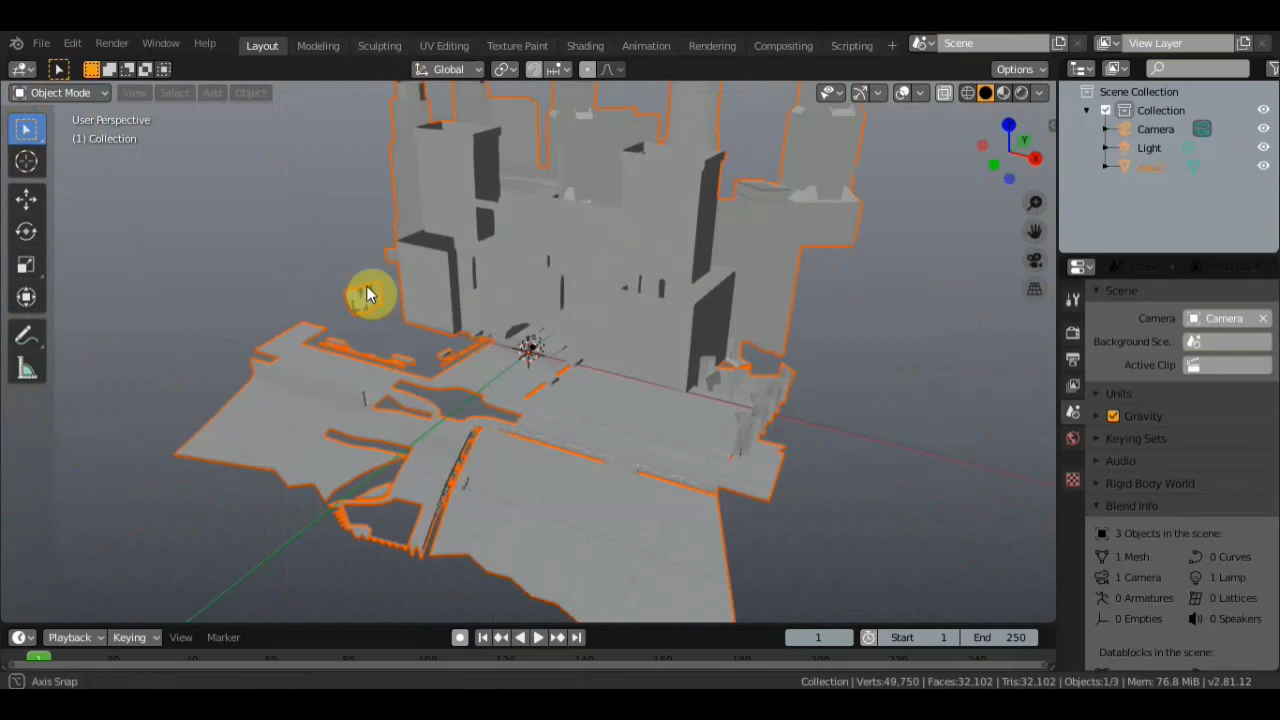 File Edit Render Window Help Layout Modeling Sculpting UV Editing Texture Paint Shading Animation Rendering Compositing Scripting + Scene View Layer
Global Options
Object Mode View Select Add Object
User Perspective
(1) Collection
Z
Y
X
Scene Collection
Collection
Camera
Light
Scene
Camera Camera
Background Sce..
Active Clip
Units
Gravity
Keying Sets
Audio
Rigid Body World
Blend Info
3 Objects in the scene:
1 Mesh 0 Curves
1 Camera 1 Lamp
0 Armatures 0 Lattices
0 Empties 0 Speakers
Datablocks in the scene:
Playback Keying View Marker 1 Start 1 End 250
1
Axis Snap Collection | Verts:49,750 | Faces:32,102 | Tris:32,102 | Objects:1/3 | Mem: 76.8 MiB | v2.81.12